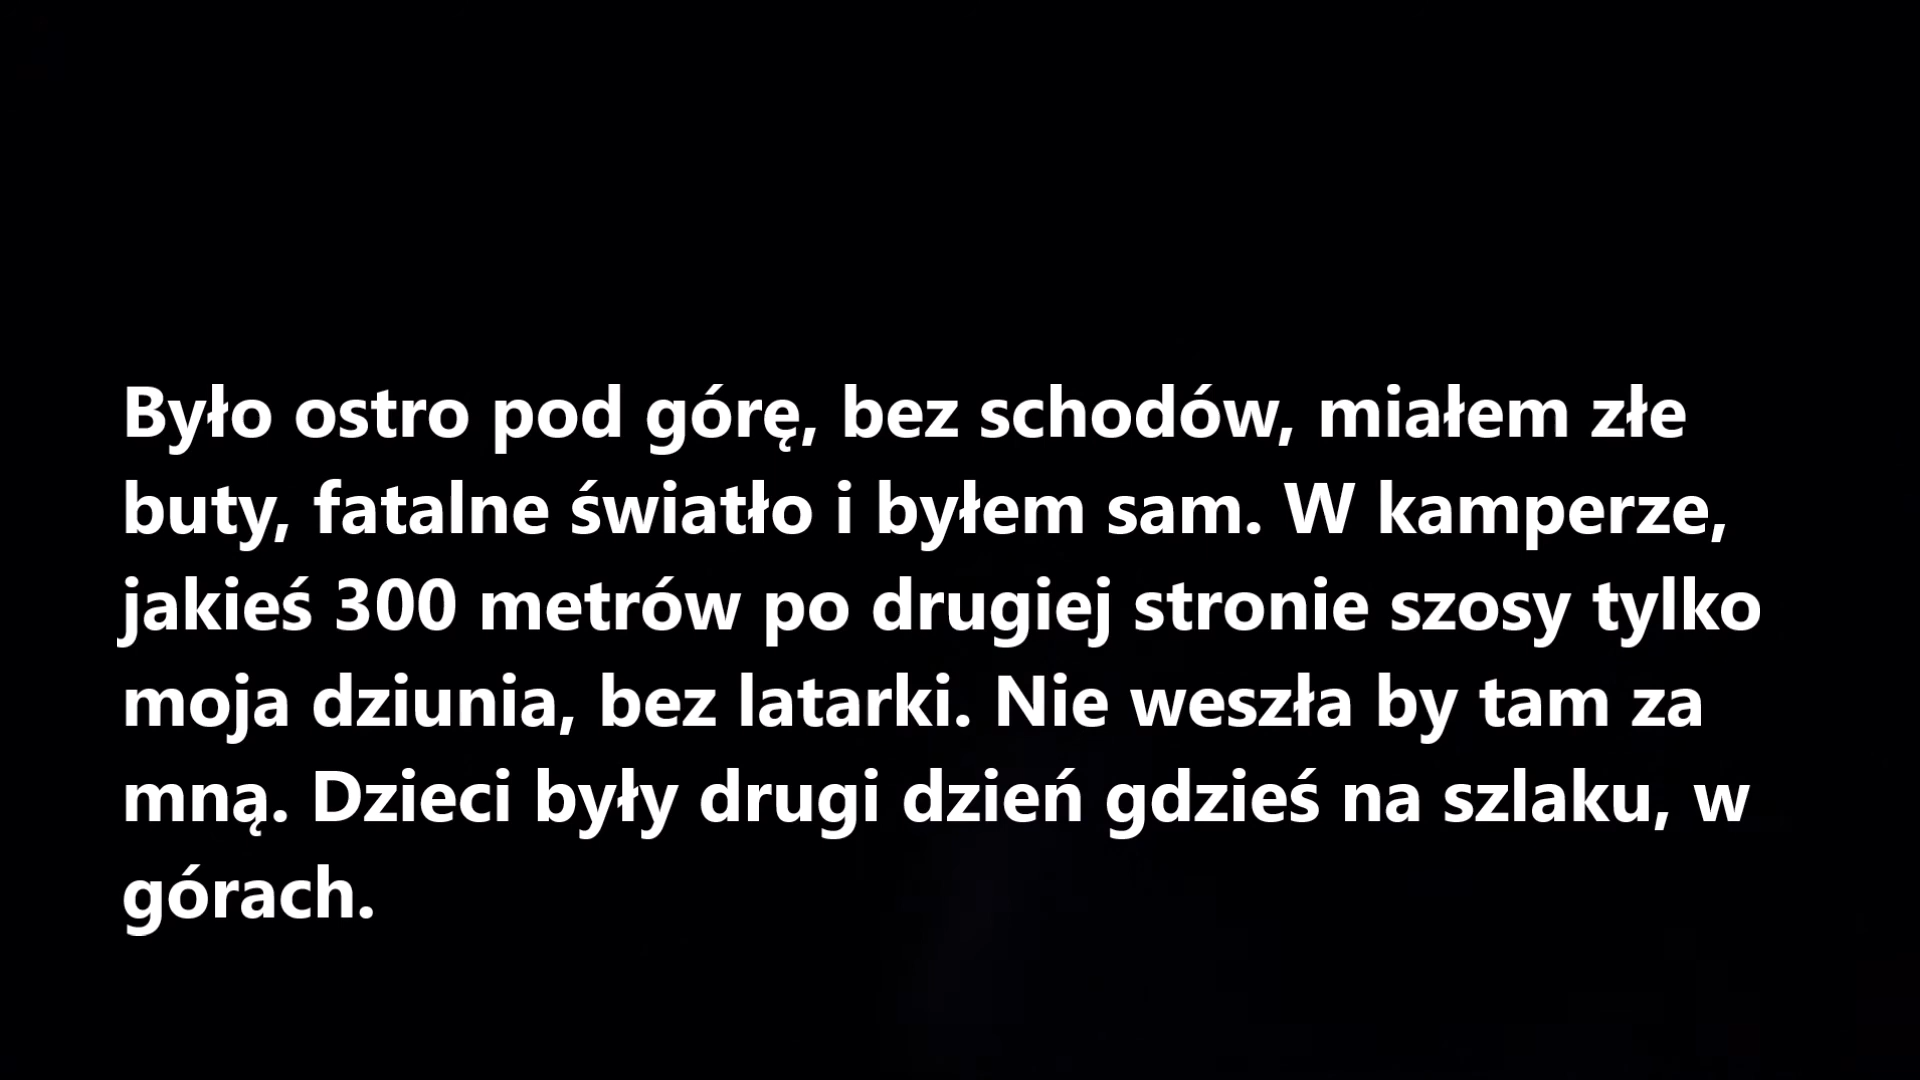 Było ostro pod górę, bez schodów, miałem złe
buty, fatalne światło i byłem sam. W kamperze,
jakieś 300 metrów po drugiej stronie szosy tylko
moja dziunia, bez latarki. Nie weszła by tam za
mną. Dzieci były drugi dzień gdzieś na szlaku, w
górach.